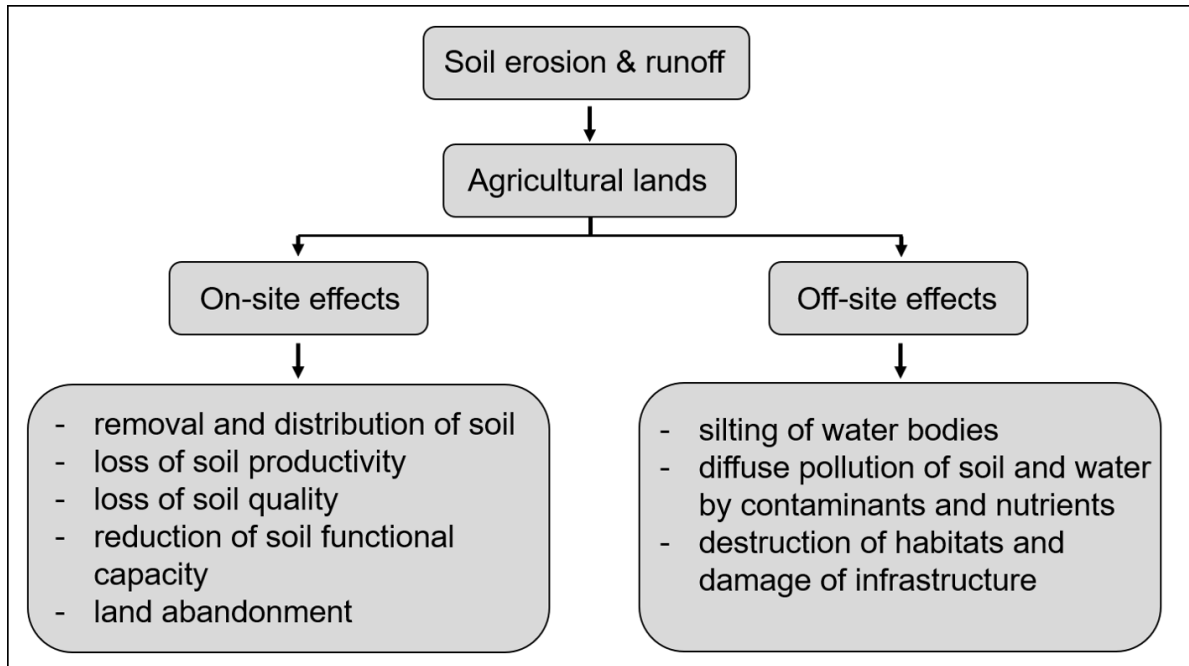 Soil erosion & runoff
Agricultural lands
On-site effects
Off-site effects
- removal and distribution of soil
- loss of soil productivity
- loss of soil quality
- reduction of soil functional
capacity
- land abandonment
- silting of water bodies
- diffuse pollution of soil and water
by contaminants and nutrients
- destruction of habitats and
damage of infrastructure